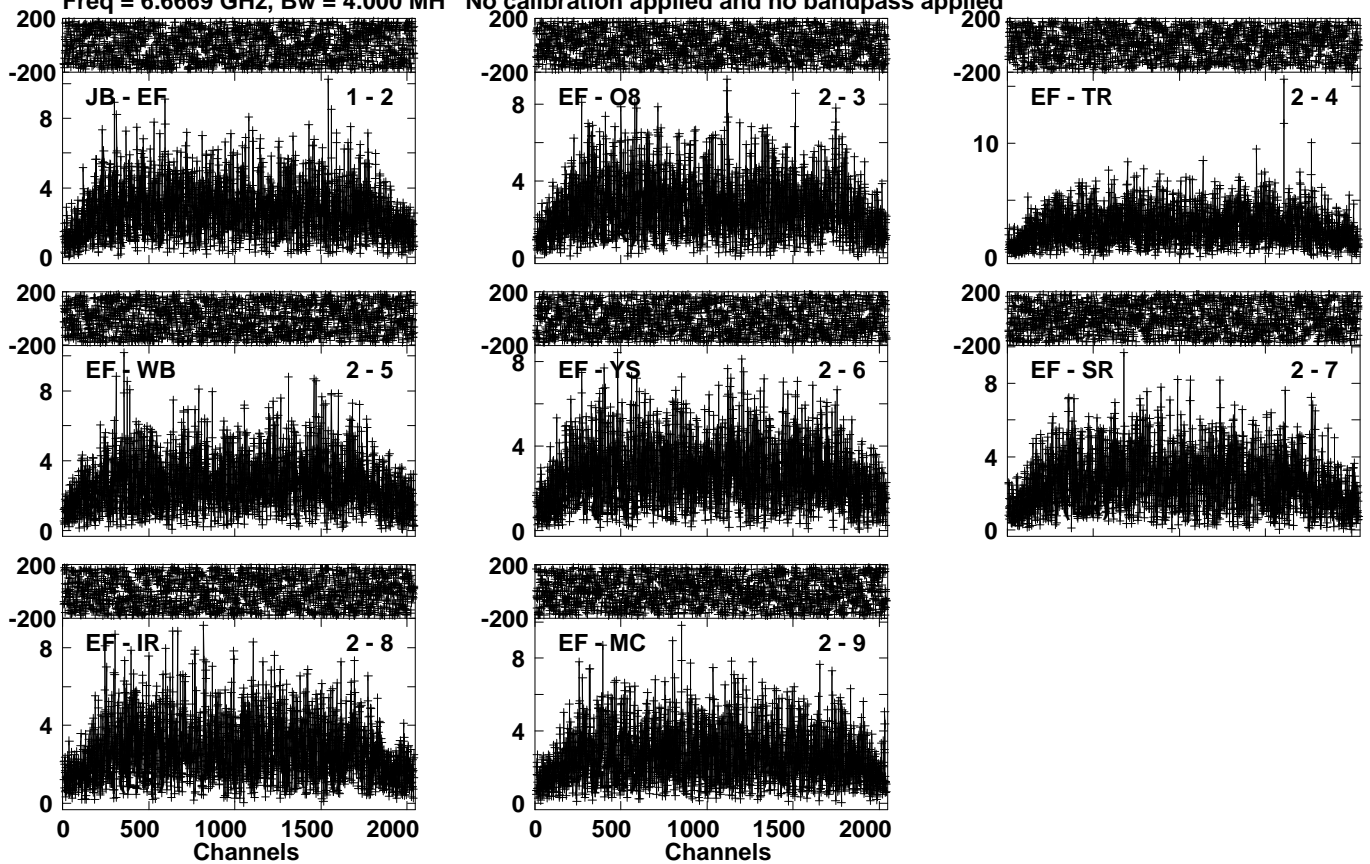 Freq = 6.6669 GHz, Bw = 4.000 MH No calibration applied and no bandpass applied
200 200 200
-200 -200 -200
JB - EF 1 - 2 EF - O8 2 - 3 EF - TR 2 - 4
8 8 10
4 4
0 0 0
200 200 200
-200 -200 -200
EF - WB 2 - 5 EF - YS 2 - 6 EF - SR 2 - 7
8 8 8
4 4 4
0 0 0
200 200
-200 -200
EF - IR 2 - 8 EF - MC 2 - 9
8 8
4 4
0 0
0 500 1000 1500 2000 0 500 1000 1500 2000
Channels Channels